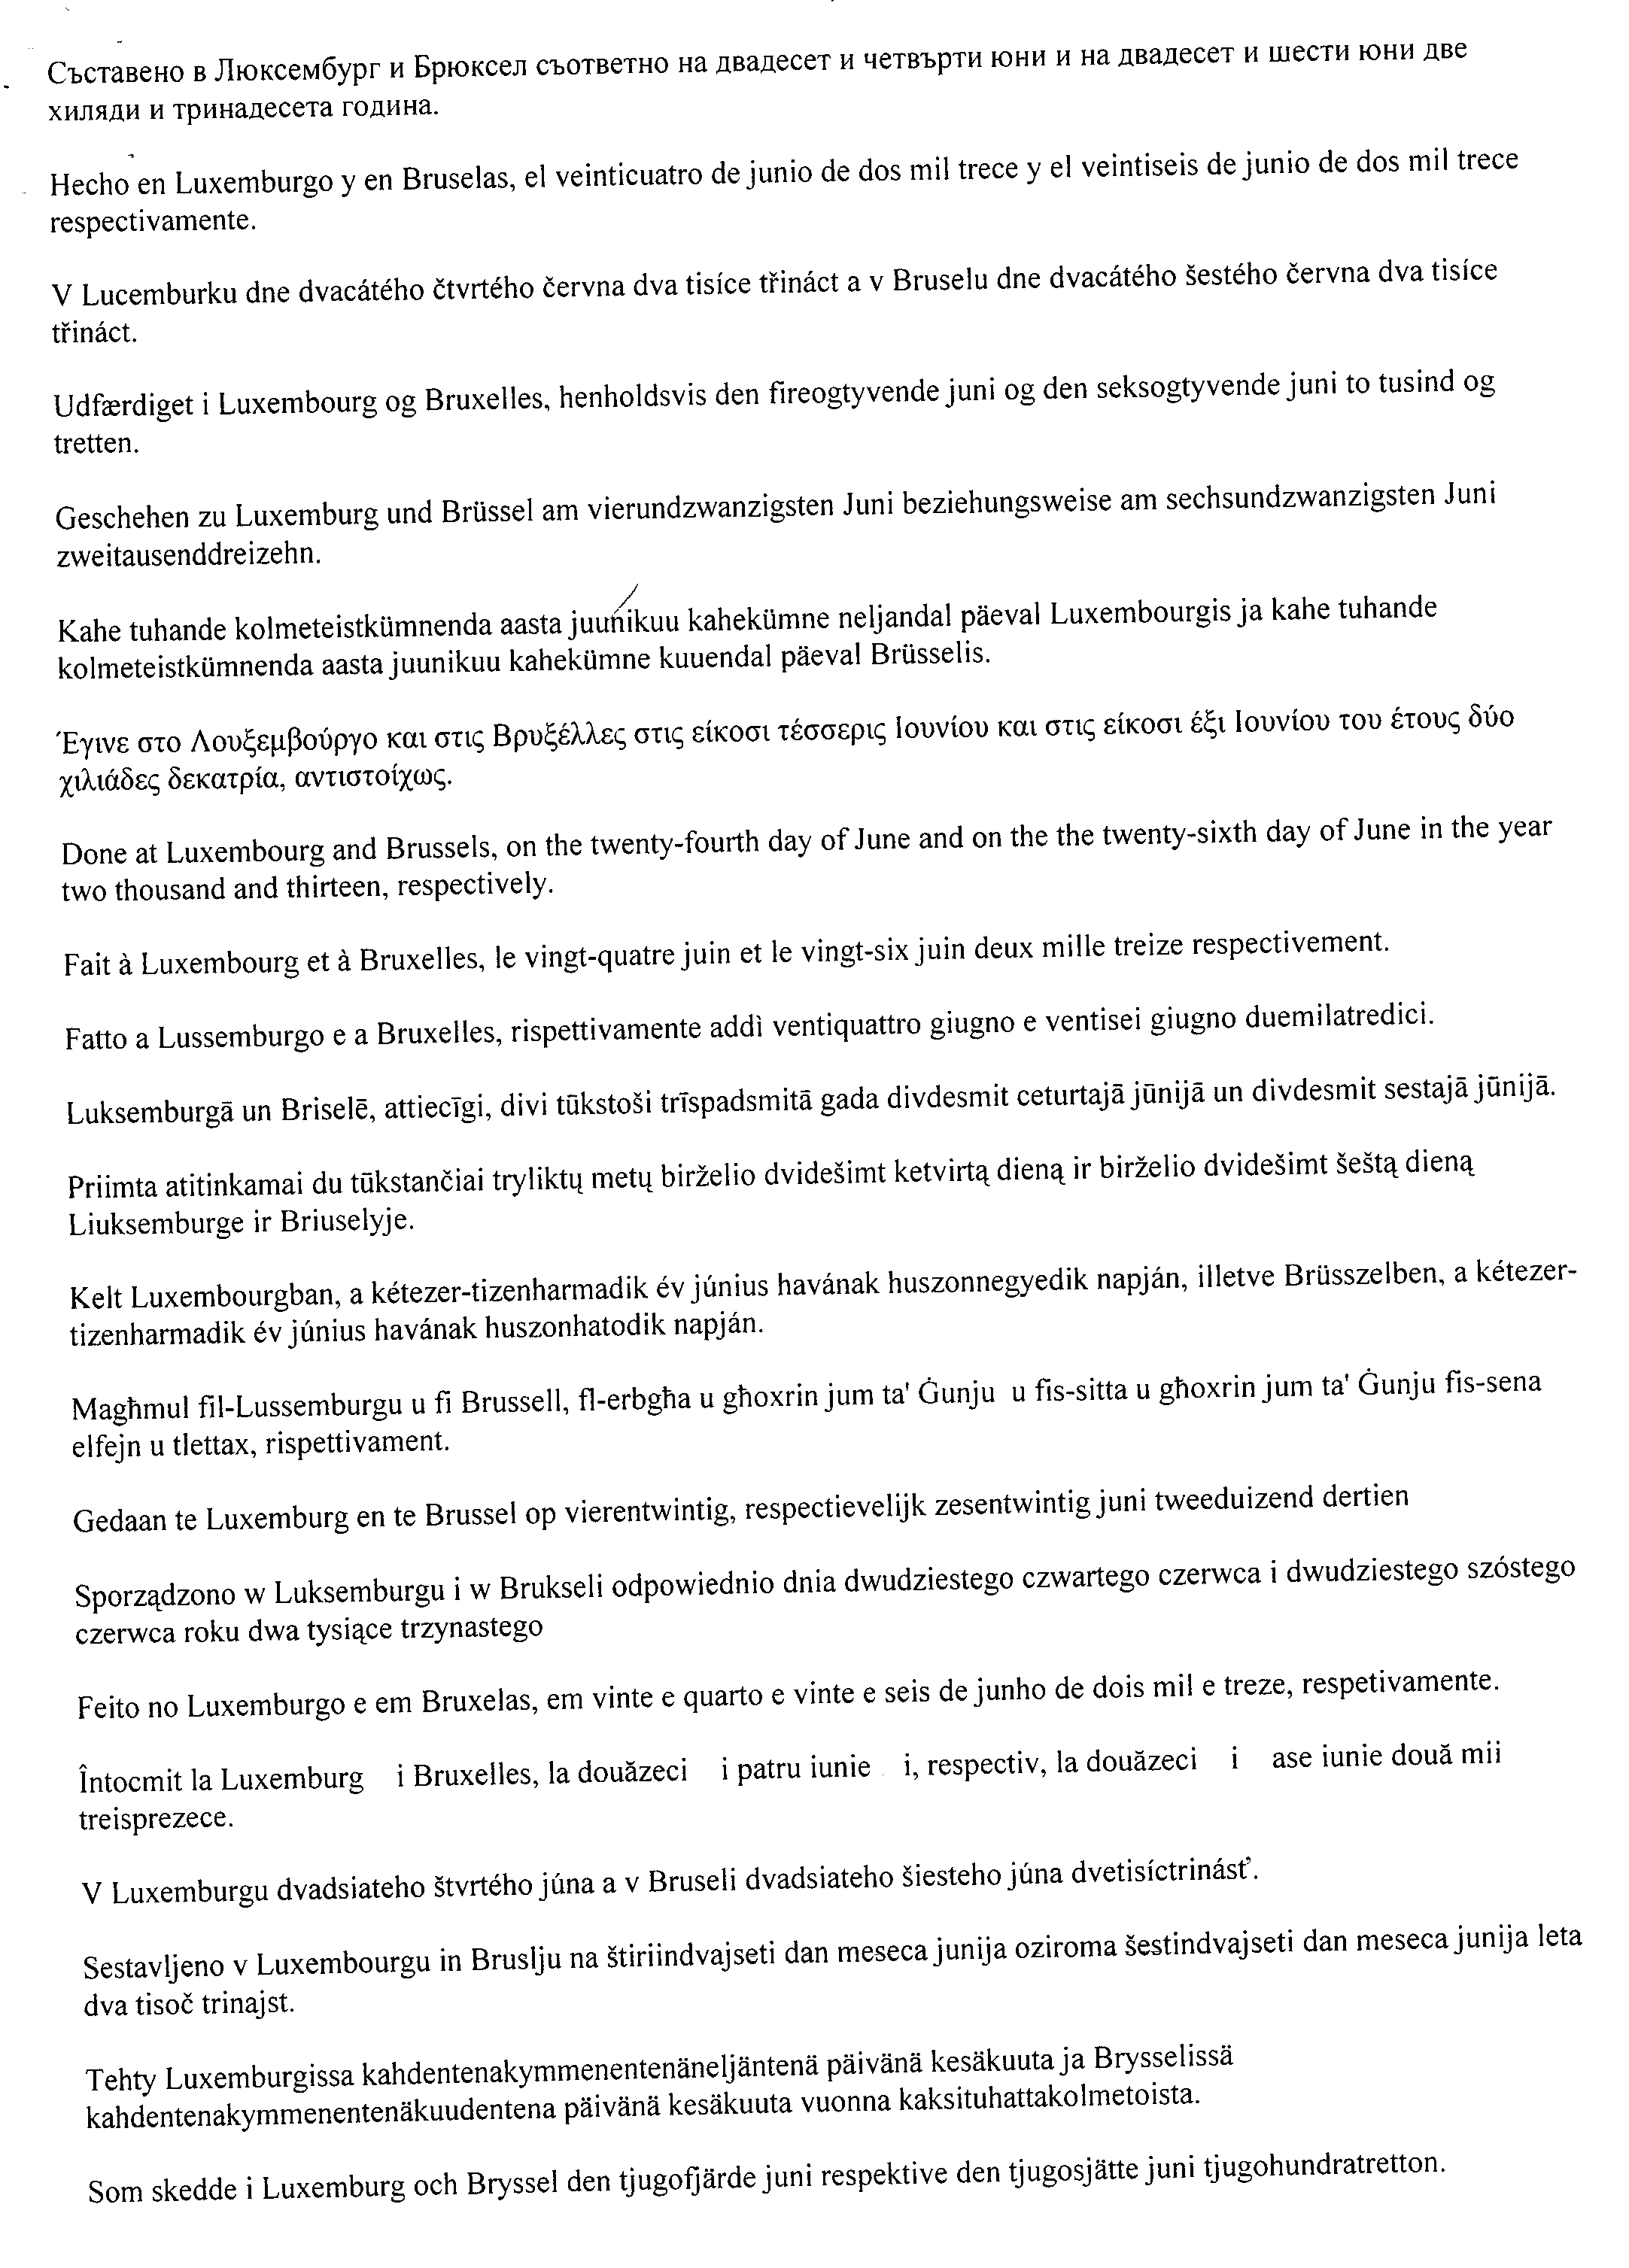 Съставено в Люксембург и Брюксел съответно на двадесет и четвърти юни и на двадесет и шести юни две
хиляди и тринадесета година.
Hecho en Luxemburgo y en Bruselas, el veinticuatro de junio de dos mil trece y el veintiseis de junio de dos mil trece
respectivamente.
V Lucemburku dne dvacátého čtvrtého června dva tisíce třináct a v Bruselu dne dvacátého šestého června dva tisíce
třináct.
Udfærdiget i Luxembourg og Bruxelles, henholdsvis den fireogtyvende juni og den seksogtyvende juni to tusind og
tretten.
Geschehen zu Luxemburg und Brüssel am vierundzwanzigsten Juni beziehungsweise am sechsundzwanzigsten Juni
zweitausenddreizehn.
Kahe tuhande kolmeteistkümnenda aasta juunikuu kahekümne neljandal päeval Luxembourgis ja kahe tuhande
kolmeteistkümnenda aasta juunikuu kahekümne kuuendal päeval Brüsselis.
Έγινε στο Λουξεμβούργο και στις Βρυξέλλες στις είκοσι τέσσερις Ιουνίου και στις είκοσι έξι Ιουνίου του έτους δύο
χιλιάδες δεκατρία, αντιστοίχως.
Done at Luxembourg and Brussels, on the twenty-fourth day of June and on the the twenty-sixth day of June in the year
two thousand and thirteen, respectively.
Fait à Luxembourg et à Bruxelles, le vingt-quatre juin et le vingt-six juin deux mille treize respectivement.
Fatto a Lussemburgo e a Bruxelles, rispettivamente addì ventiquattro giugno e ventisei giugno duemilatredici.
Luksemburgā un Briselē, attiecīgi, divi tūkstoši trīspadsmitā gada divdesmit ceturtajā jūnijā un divdesmit sestajā jūnijā.
Priimta atitinkamai du tūkstančiai tryliktų metų birželio dvidešimt ketvirtą dieną ir birželio dvidešimt šeštą dieną
Liuksemburge ir Briuselyje.
Kelt Luxembourgban, a kétezer-tizenharmadik év június havának huszonnegyedik napján, illetve Brüsszelben, a kétezer-
tizenharmadik év június havának huszonhatodik napján.
Magħmul fil-Lussemburgu u fi Brussell, fl-erbgħa u għoxrin jum ta' Ġunju  u fis-sitta u għoxrin jum ta' Ġunju fis-sena
elfejn u tlettax, rispettivament.
Gedaan te Luxemburg en te Brussel op vierentwintig, respectievelijk zesentwintig juni tweeduizend dertien
Sporządzono w Luksemburgu i w Brukseli odpowiednio dnia dwudziestego czwartego czerwca i dwudziestego szóstego
czerwca roku dwa tysiące trzynastego
Feito no Luxemburgo e em Bruxelas, em vinte e quarto e vinte e seis de junho de dois mil e treze, respetivamente.
Întocmit la Luxemburg   i Bruxelles, la douăzeci   i patru iunie   i, respectiv, la douăzeci   i   ase iunie două mii
treisprezece.
V Luxemburgu dvadsiateho štvrtého júna a v Bruseli dvadsiateho šiesteho júna dvetisíctrinásť.
Sestavljeno v Luxembourgu in Bruslju na štiriindvajseti dan meseca junija oziroma šestindvajseti dan meseca junija leta
dva tisoč trinajst.
Tehty Luxemburgissa kahdentenakymmenentenäneljäntenä päivänä kesäkuuta ja Brysselissä
kahdentenakymmenentenäkuudentena päivänä kesäkuuta vuonna kaksituhattakolmetoista.
Som skedde i Luxemburg och Bryssel den tjugofjärde juni respektive den tjugosjätte juni tjugohundratretton.